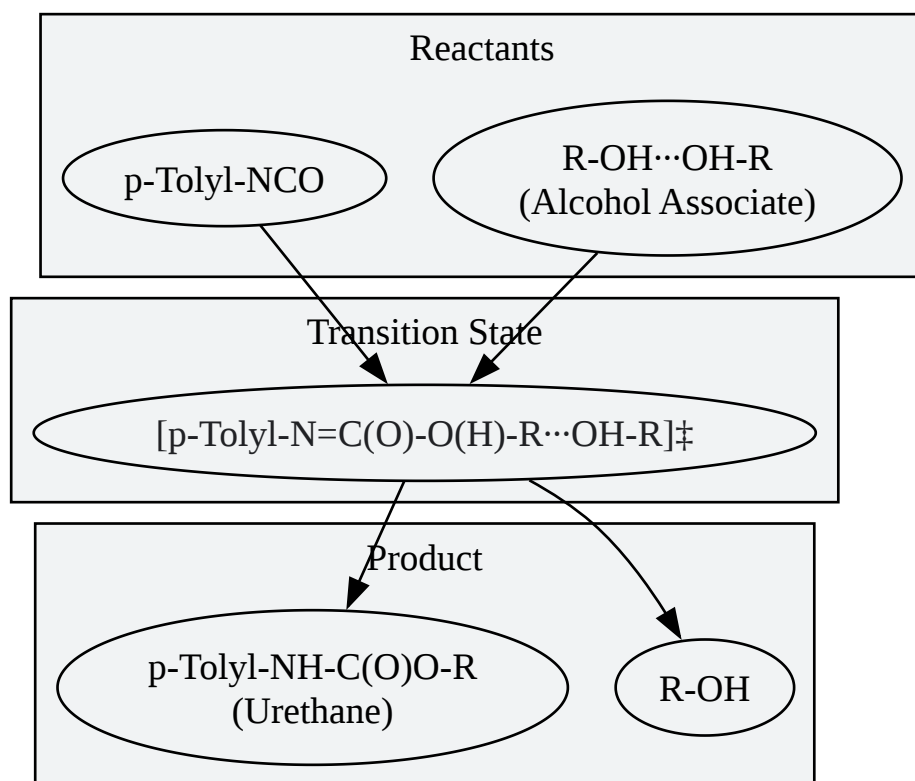 Reactants
p-Tolyl-NCO
R-OH···OH-R
(Alcohol Associate)
Transition State
[p-Tolyl-N=C(O)-O(H)-R···OH-R]‡
Product
p-Tolyl-NH-C(O)O-R
(Urethane)
R-OH